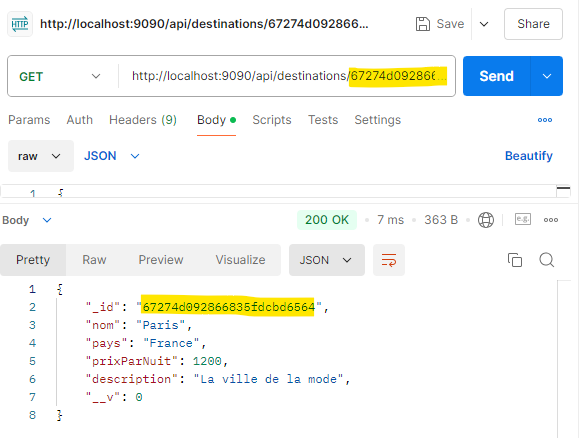 HTTP http://localhost:9090/api/destinations/67274d092866... Save Share
GET http://localhost:9090/api/destinations/67274d092866... Send
Params Auth Headers (9) Body Scripts Tests Settings
raw JSON Beautify
1 {
Body 200 OK 7 ms 363 B e.g.
Pretty Raw Preview Visualize JSON
1 {
2 "_id": "67274d092866835fdcbd6564",
3 "nom": "Paris",
4 "pays": "France",
5 "prixParNuit": 1200,
6 "description": "La ville de la mode",
7 "__v": 0
8 }